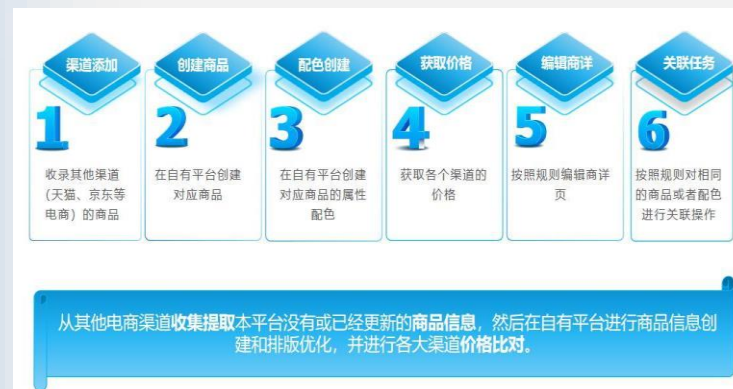 渠道添加
创建商品
配色创建
获取价格
编辑商详
关联任务
1
2
3
4
5
6
收录其他渠道
（天猫、京东等
电商）的商品
在自有平台创建
对应商品
在自有平台创建
对应商品的属性
配色
获取各个渠道的
价格
按照规则编辑商详
页
按照规则对相同
的商品或者配色
进行关联操作
从其他电商渠道收集提取本平台没有或已经更新的商品信息，然后在自有平台进行商品信息创
建和排版优化，并进行各大渠道价格比对。